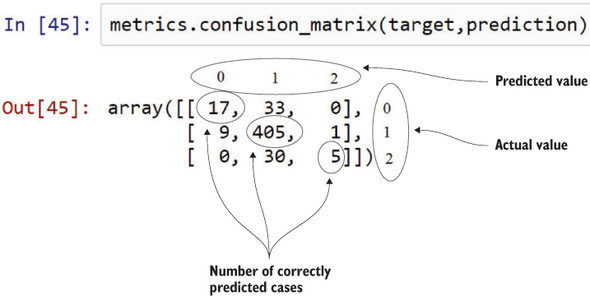 In [45]: metrics.confusion_matrix(target,prediction)
0 1 2
Predicted value
Out[45]: array([[ 17, 33, 0], 0
[ 9, 405, 1], 1
[ 0, 30, 5]]) 2
Actual value
Number of correctly
predicted cases